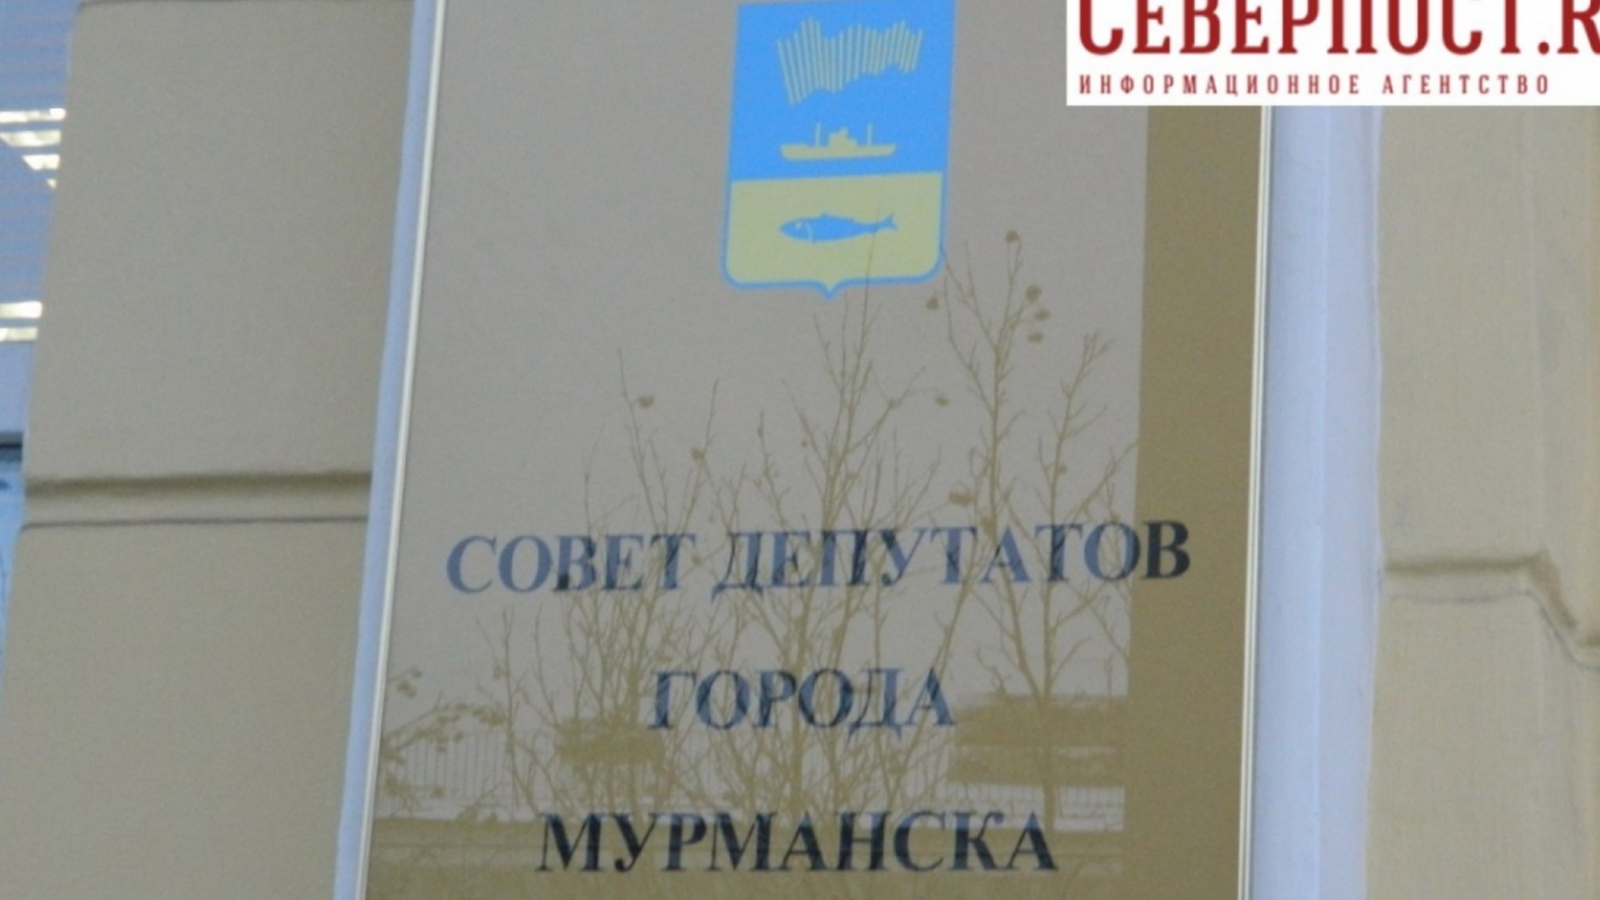 СЕВЕРПОСТ.R
ИНФОРМАЦИОННОЕ АГЕНТСТВО
СОВЕТ ДЕПУТАТОВ
ГОРОДА
МУРМАНСКА